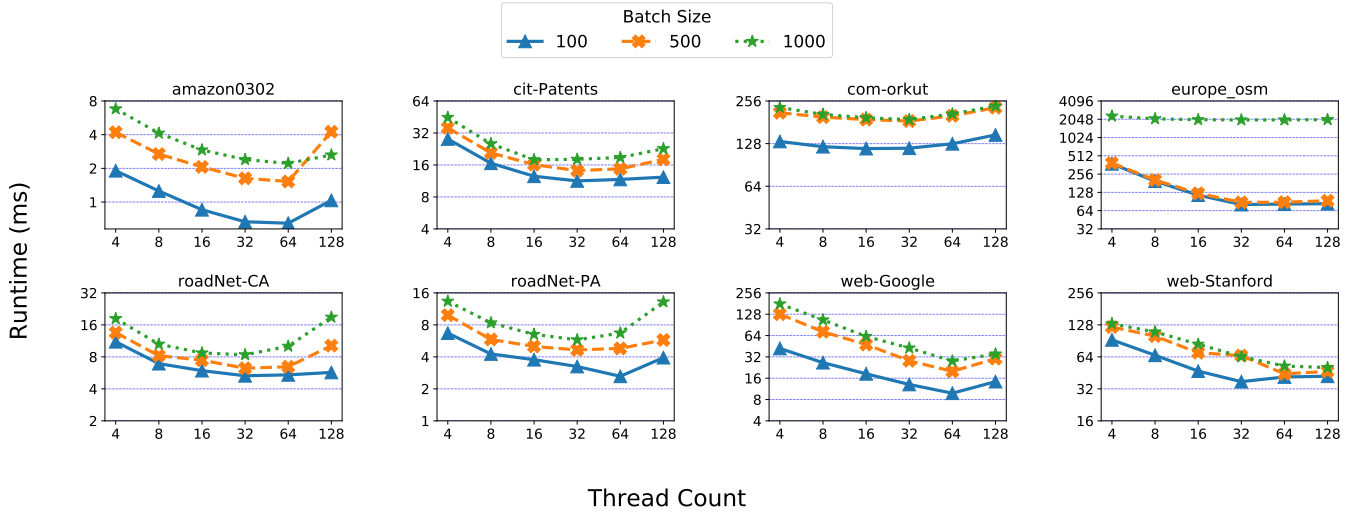 Batch Size
100 500 1000
amazon0302 cit-Patents com-orkut europe_osm
8 64 256 4096
2048
4 32 128 1024
512
2 16 64 256
128
1 8 64
4 32 32
4 8 16 32 64 128 4 8 16 32 64 128 4 8 16 32 64 128 4 8 16 32 64 128
Runtime (ms)
roadNet-CA roadNet-PA web-Google web-Stanford
32 16 256 256
16 8 128 128
64
8 4 32 64
16
4 2 8 32
2 1 4 16
4 8 16 32 64 128 4 8 16 32 64 128 4 8 16 32 64 128 4 8 16 32 64 128
Thread Count